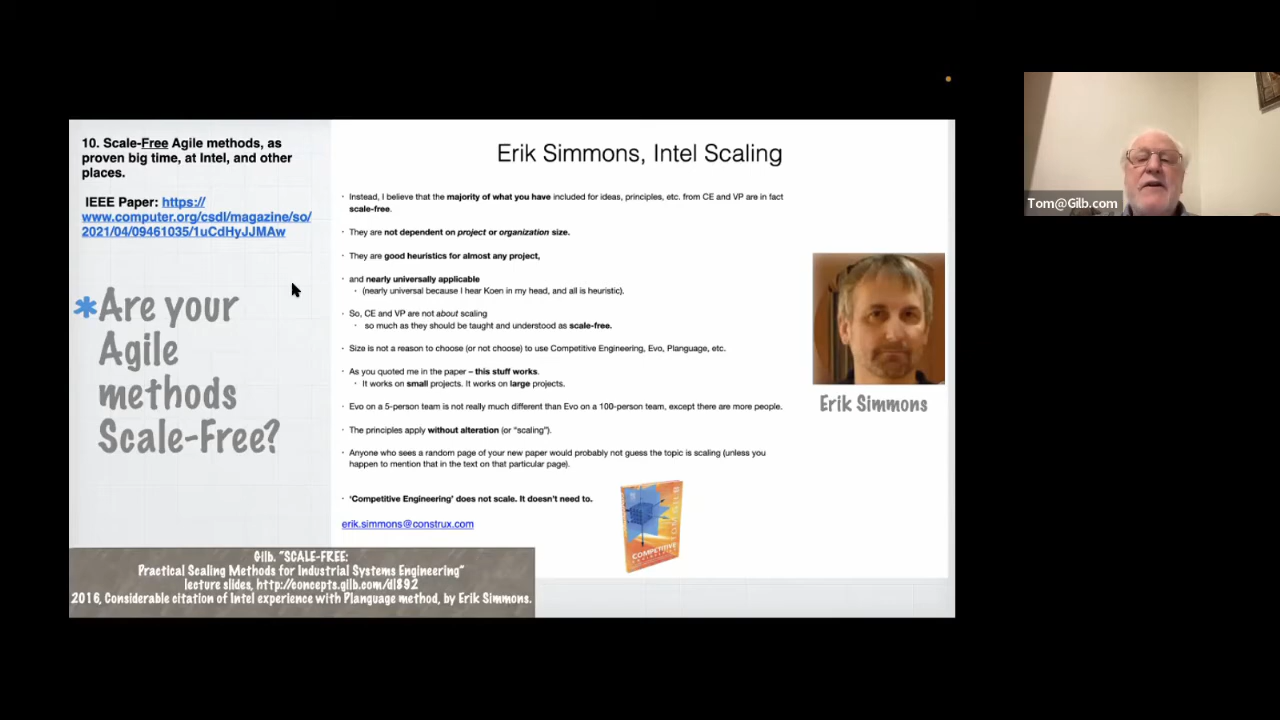 10. Scale-Free Agile methods, as
proven big time, at Intel, and other
places.
IEEE Paper: https://
www.computer.org/csdl/magazine/so/
2021/04/09461035/1uCdHyJJMAw
*Are your
Agile
methods
Scale-Free?
Erik Simmons, Intel Scaling
· Instead, I believe that the majority of what you have included for ideas, principles, etc. from CE and VP are in fact
scale-free.
· They are not dependent on project or organization size.
· They are good heuristics for almost any project,
· and nearly universally applicable
· (nearly universal because I hear Koen in my head, and all is heuristic).
· So, CE and VP are not about scaling
· so much as they should be taught and understood as scale-free.
· Size is not a reason to choose (or not choose) to use Competitive Engineering, Evo, Planguage, etc.
· As you quoted me in the paper – this stuff works.
· It works on small projects. It works on large projects.
· Evo on a 5-person team is not really much different than Evo on a 100-person team, except there are more people.
· The principles apply without alteration (or “scaling”).
· Anyone who sees a random page of your new paper would probably not guess the topic is scaling (unless you
happen to mention that in the text on that particular page).
· ‘Competitive Engineering’ does not scale. It doesn’t need to.
erik.simmons@construx.com
Erik Simmons
COMPETITIVE
TOM GILB
Gilb. "SCALE-FREE:
Practical Scaling Methods for Industrial Systems Engineering”
lecture slides, http://concepts.gilb.com/dl892
2016, Considerable citation of Intel experience with Planguage method, by Erik Simmons.
Tom@Gilb.com